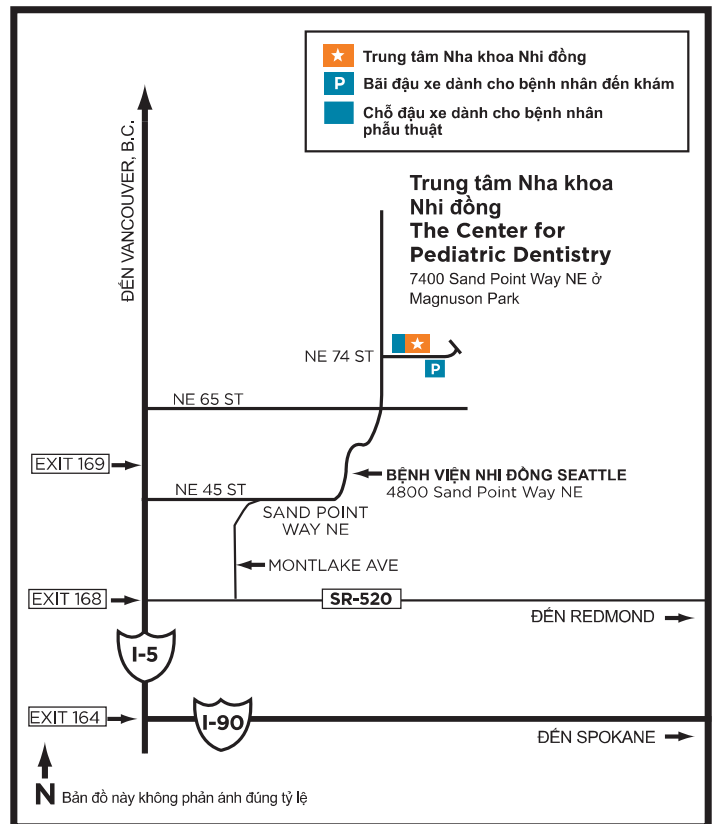 Trung tâm Nha khoa Nhi đồng
P
Bãi đậu xe dành cho bệnh nhân đến khám
Chỗ đậu xe dành cho bệnh nhân
phẫu thuật
ĐẾN VANCOUVER, B.C.
Trung tâm Nha khoa
Nhi đồng
The Center for
Pediatric Dentistry
7400 Sand Point Way NE ở
Magnuson Park
NE 74 ST
P
NE 65 ST
EXIT 169
BỆNH VIỆN NHI ĐỒNG SEATTLE
4800 Sand Point Way NE
NE 45 ST
SAND POINT
WAY NE
MONTLAKE AVE
EXIT 168
SR-520
ĐẾN REDMOND
I-5
EXIT 164
I-90
ĐẾN SPOKANE
N
Bản đồ này không phản ánh đúng tỷ lệ